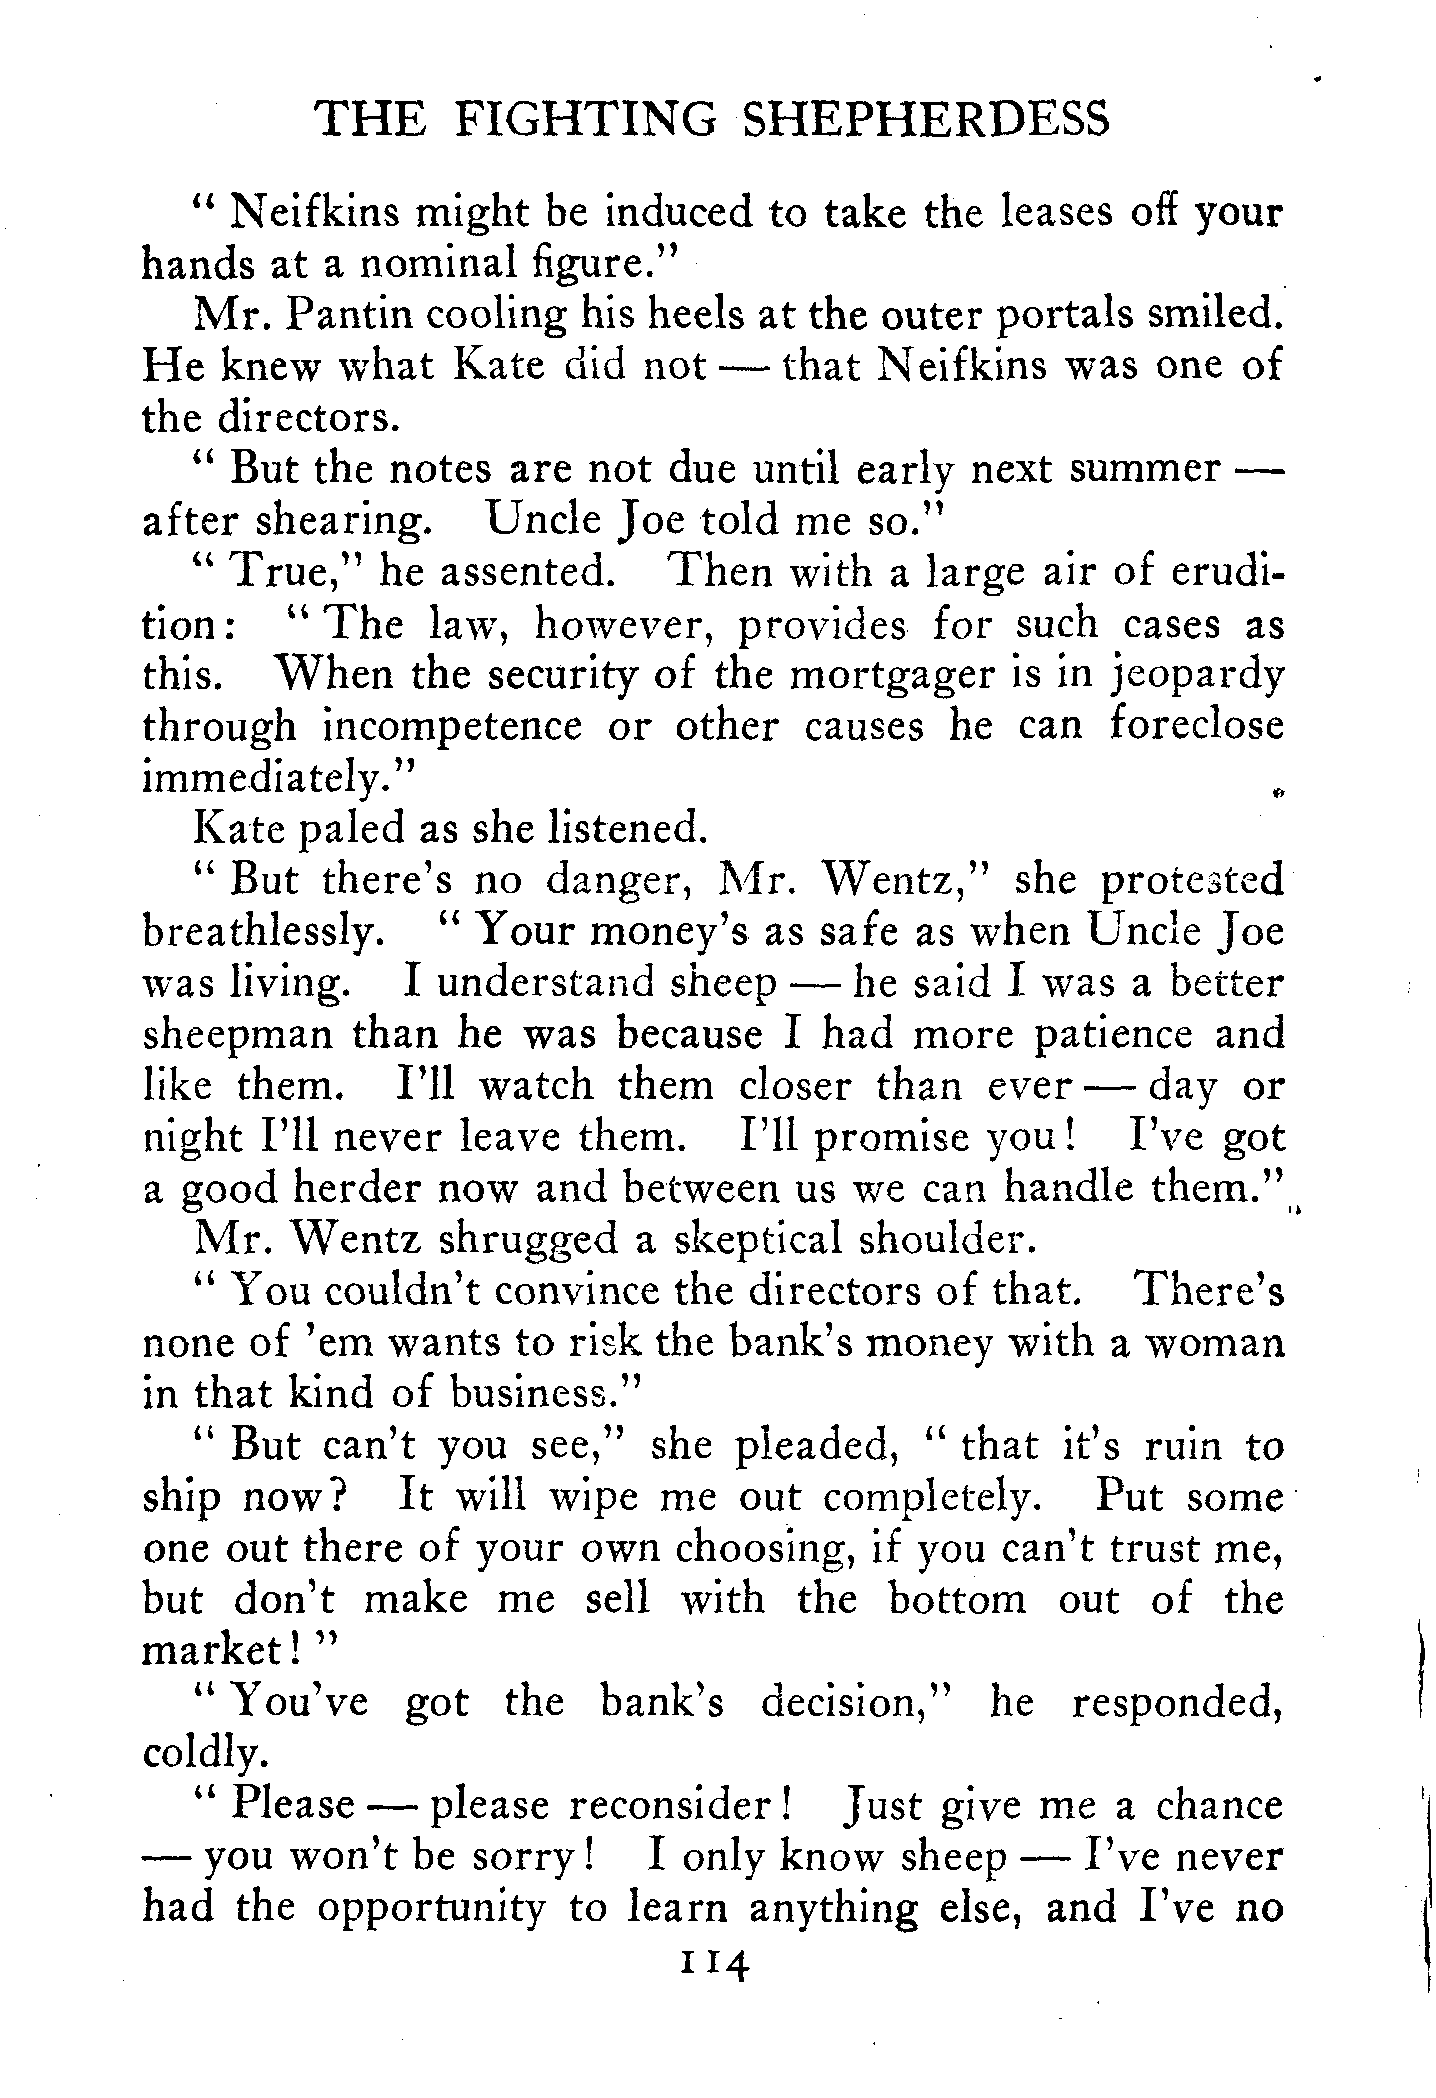 THE FIGHTING SHEPHERDESS
" Neifkins might be induced to take the leases off your
hands at a nominal figure."
Mr. Pantin cooling his heels at the outer portals smiled.
He knew what Kate did not — that Neifkins was one of
the directors.
" But the notes are not due until early next summer —
after shearing. Uncle Joe told me so."
" True," he assented. Then with a large air of erudi-
tion: " The law, however, provides for such cases as
this. When the security of the mortgager is in jeopardy
through incompetence or other causes he can foreclose
immediately."
Kate paled as she listened.
" But there's no danger, Mr. Wentz," she protested
breathlessly. " Your money's as safe as when Uncle Joe
was living. I understand sheep — he said I was a better
sheepman than he was because I had more patience and
like them. I'll watch them closer than ever — day or
night I'll never leave them. I'll promise you! I've got
a good herder now and between us we can handle them."
Mr. Wentz shrugged a skeptical shoulder.
" You couldn't convince the directors of that. There's
none of 'em wants to risk the bank's money with a woman
in that kind of business."
" But can't you see," she pleaded, " that it's ruin to
ship now? It will wipe me out completely. Put some
one out there of your own choosing, if you can't trust me,
but don't make me sell with the bottom out of the
market! "
" You've got the bank's decision," he responded,
coldly.
" Please — please reconsider! Just give me a chance
— you won't be sorry! I only know sheep — I've never
had the opportunity to learn anything else, and I've no
114